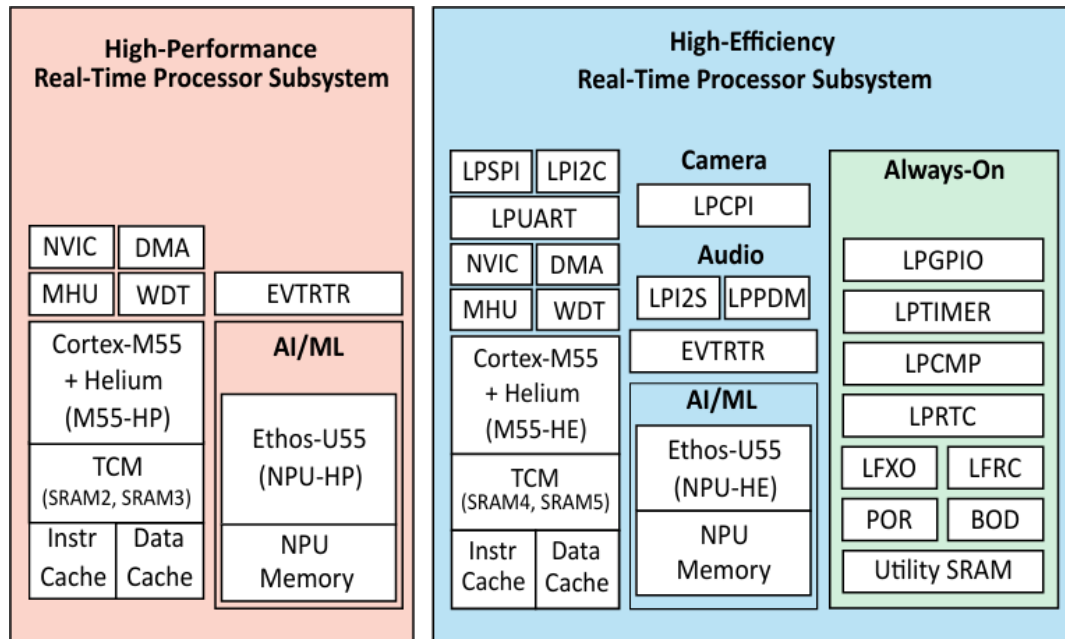 High-Performance
Real-Time Processor Subsystem
NVIC
DMA
MHU
WDT
EVTRTR
Cortex-M55
+ Helium
(M55-HP)
TCM
(SRAM2, SRAM3)
Instr
Cache
Data
Cache
AI/ML
Ethos-U55
(NPU-HP)
NPU
Memory
High-Efficiency
Real-Time Processor Subsystem
LPSPI
LPI2C
LPUART
NVIC
DMA
MHU
WDT
Cortex-M55
+ Helium
(M55-HE)
TCM
(SRAM4, SRAM5)
Instr
Cache
Data
Cache
Camera
LPCPI
Audio
LPI2S
LPPDM
EVTRTR
AI/ML
Ethos-U55
(NPU-HE)
NPU
Memory
Always-On
LPGPIO
LPTIMER
LPCMP
LPRTC
LFXO
LFRC
POR
BOD
Utility SRAM